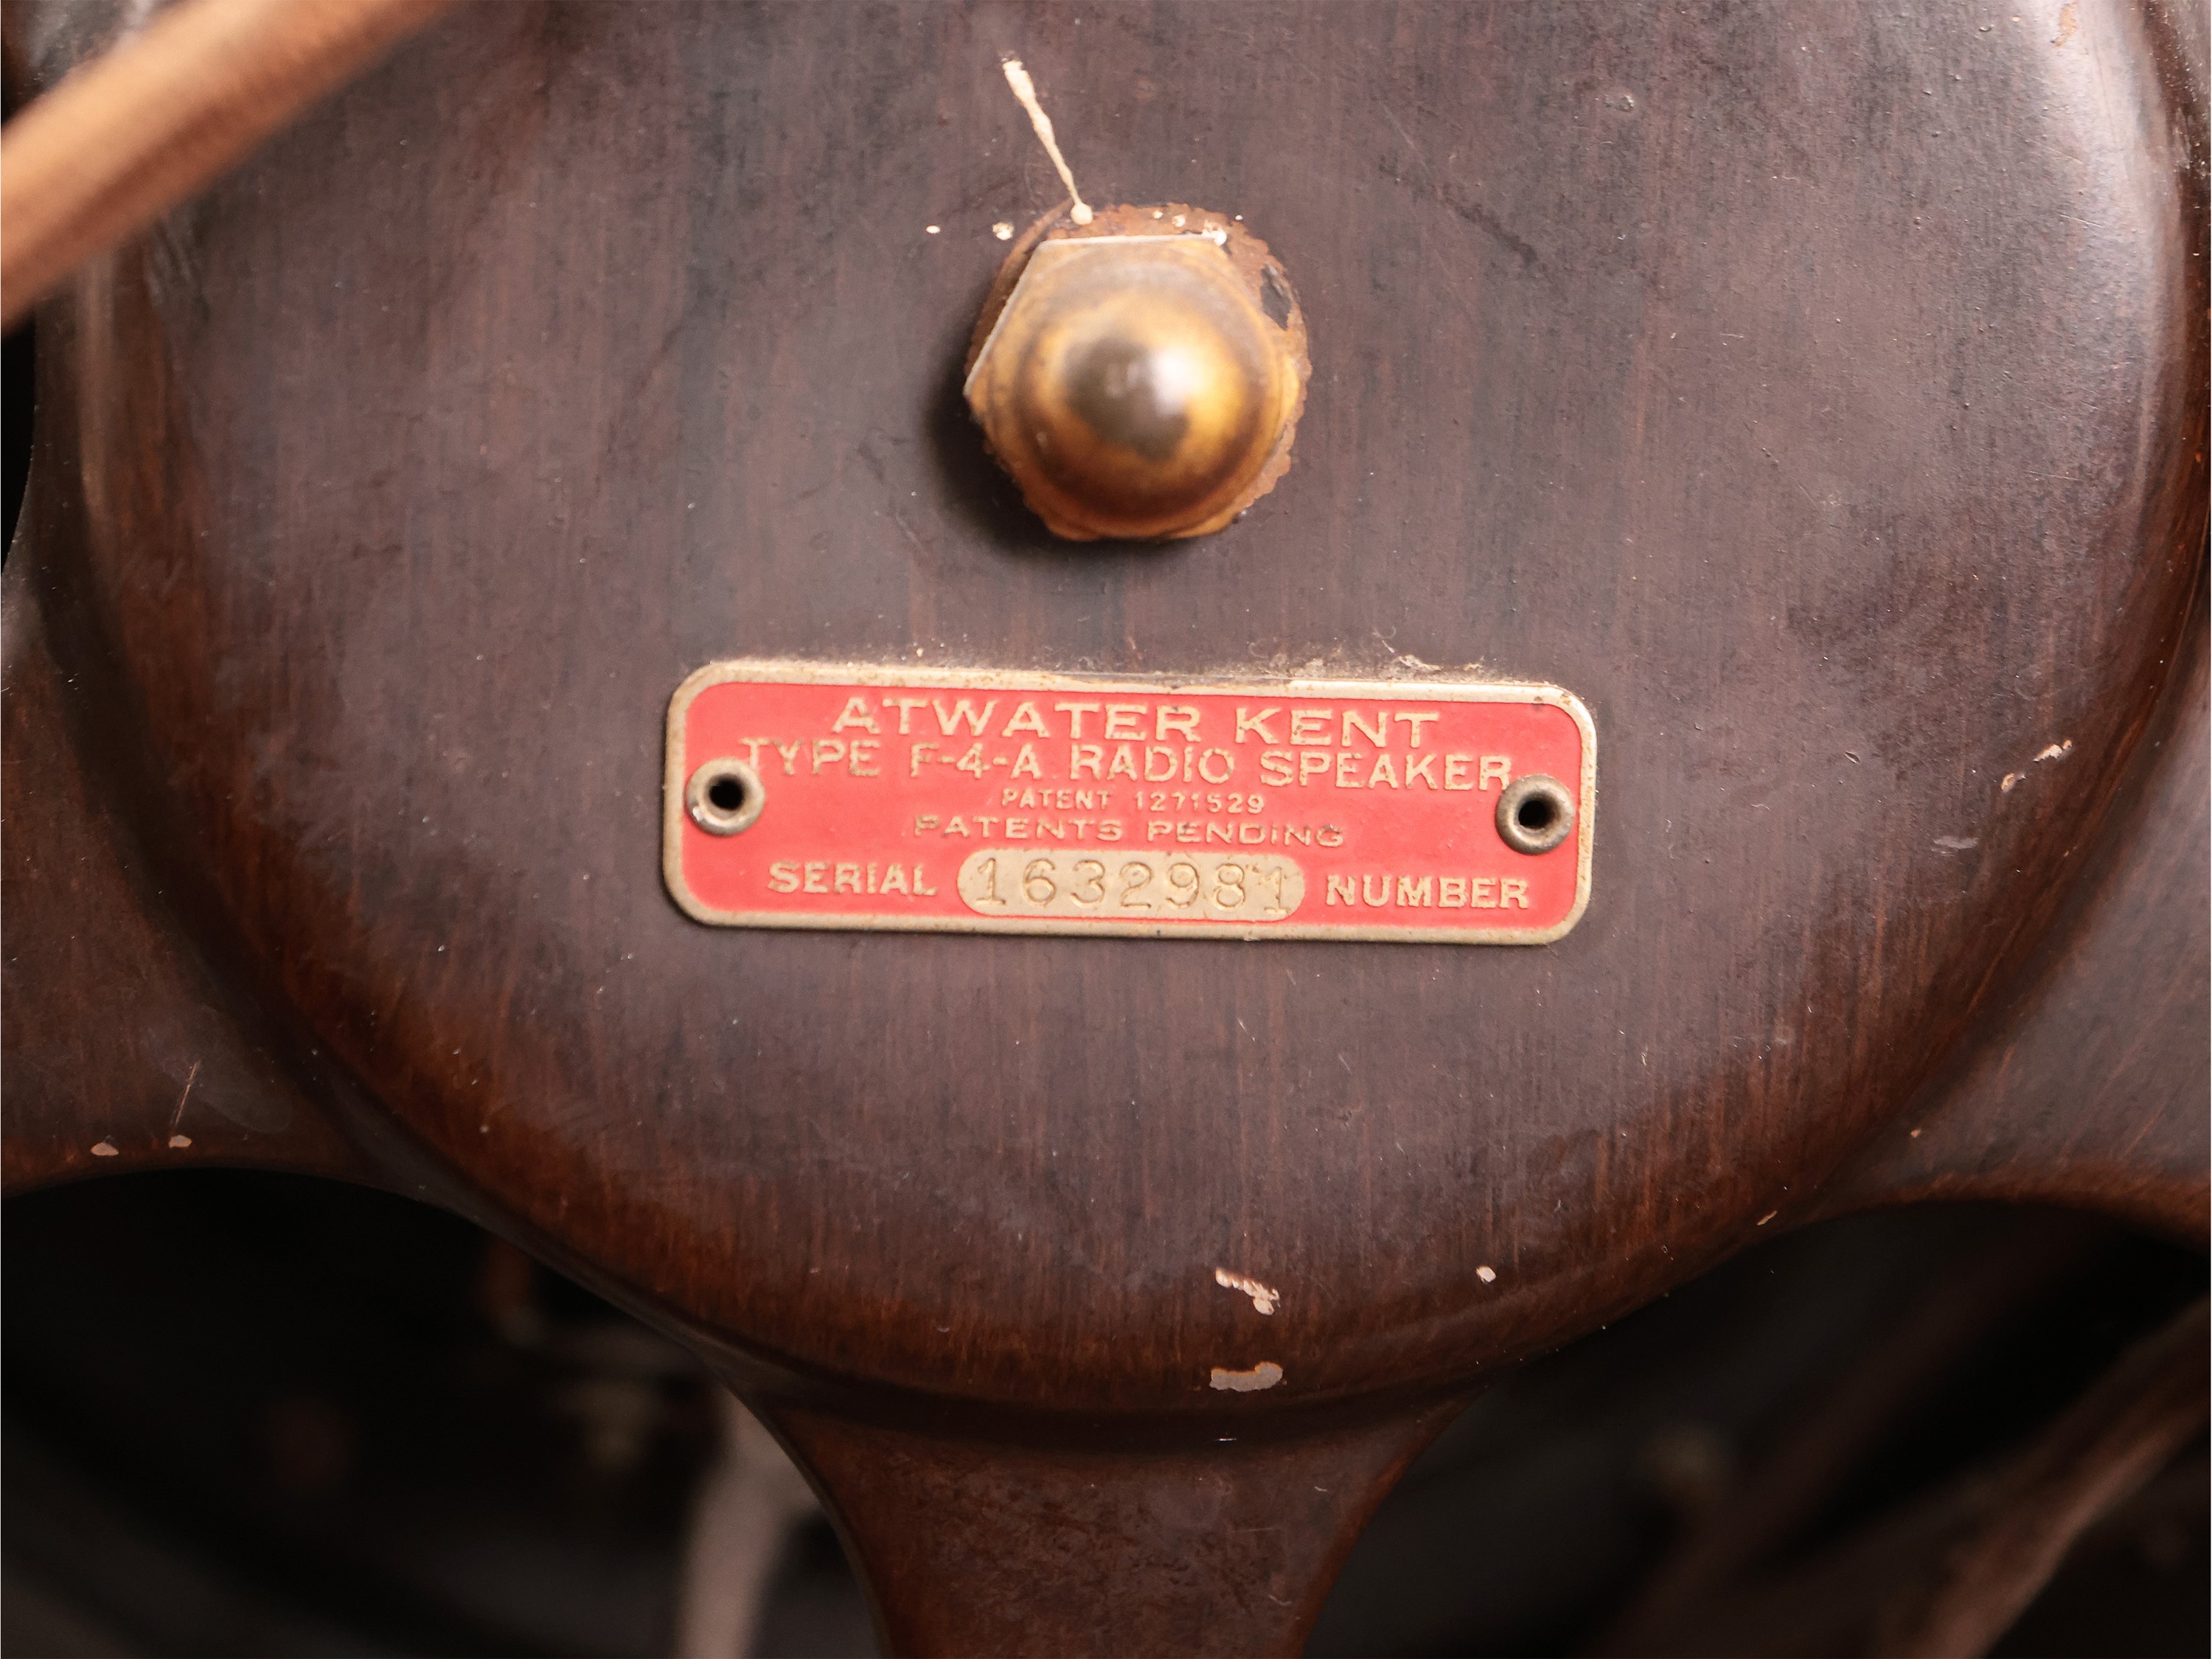 ATWATER KENT
TYPE F-4-A RADIO SPEAKER
PATENT 1271529
PATENTS PENDING
SERIAL 1632981 NUMBER